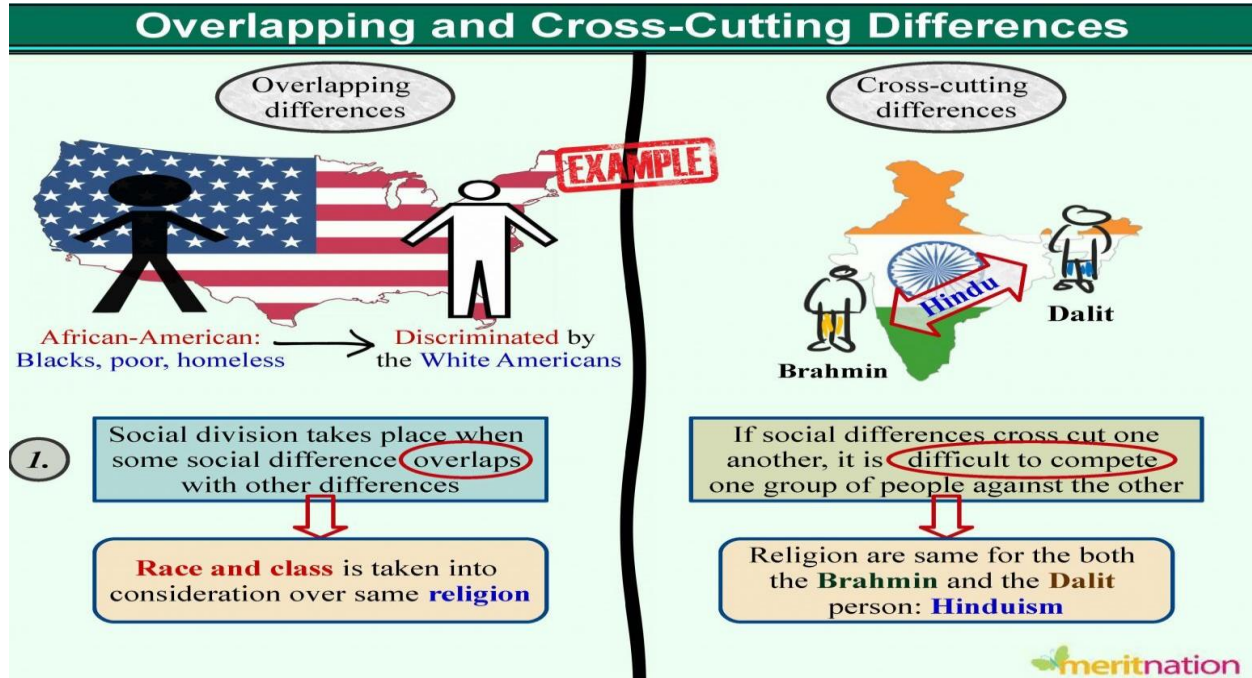 Overlapping and Cross-Cutting Differences
Overlapping
differences
EXAMPLE
African-American:
Blacks, poor, homeless
Discriminated by
the White Americans
1.
Social division takes place when
some social difference overlaps
with other differences
Race and class is taken into
consideration over same religion
Cross-cutting
differences
Hindu
Dalit
Brahmin
If social differences cross cut one
another, it is difficult to compete
one group of people against the other
Religion are same for the both
the Brahmin and the Dalit
person: Hinduism
meritnation